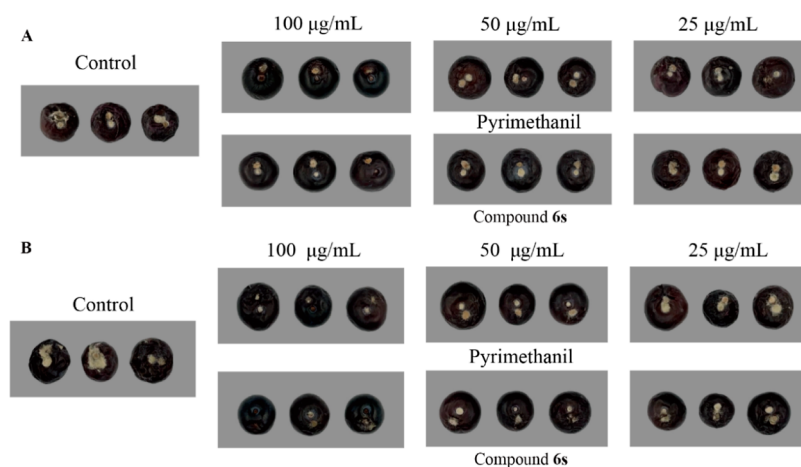 A
Control
100 μg/mL
50 μg/mL
25 μg/mL
Pyrimethanil
Compound 6s
B
Control
100 μg/mL
50 μg/mL
25 μg/mL
Pyrimethanil
Compound 6s